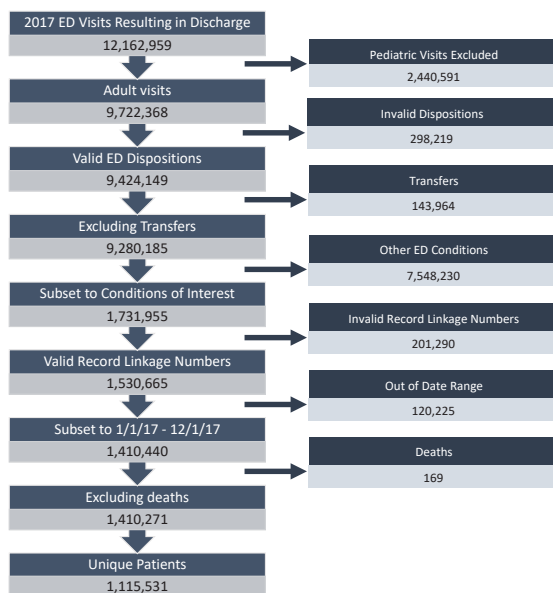 2017 ED Visits Resulting in Discharge
12,162,959
Pediatric Visits Excluded
2,440,591
Adult visits
9,722,368
Invalid Dispositions
298,219
Valid ED Dispositions
9,424,149
Transfers
143,964
Excluding Transfers
9,280,185
Other ED Conditions
7,548,230
Subset to Conditions of Interest
1,731,955
Invalid Record Linkage Numbers
201,290
Valid Record Linkage Numbers
1,530,665
Out of Date Range
120,225
Subset to 1/1/17 - 12/1/17
1,410,440
Deaths
169
Excluding deaths
1,410,271
Unique Patients
1,115,531